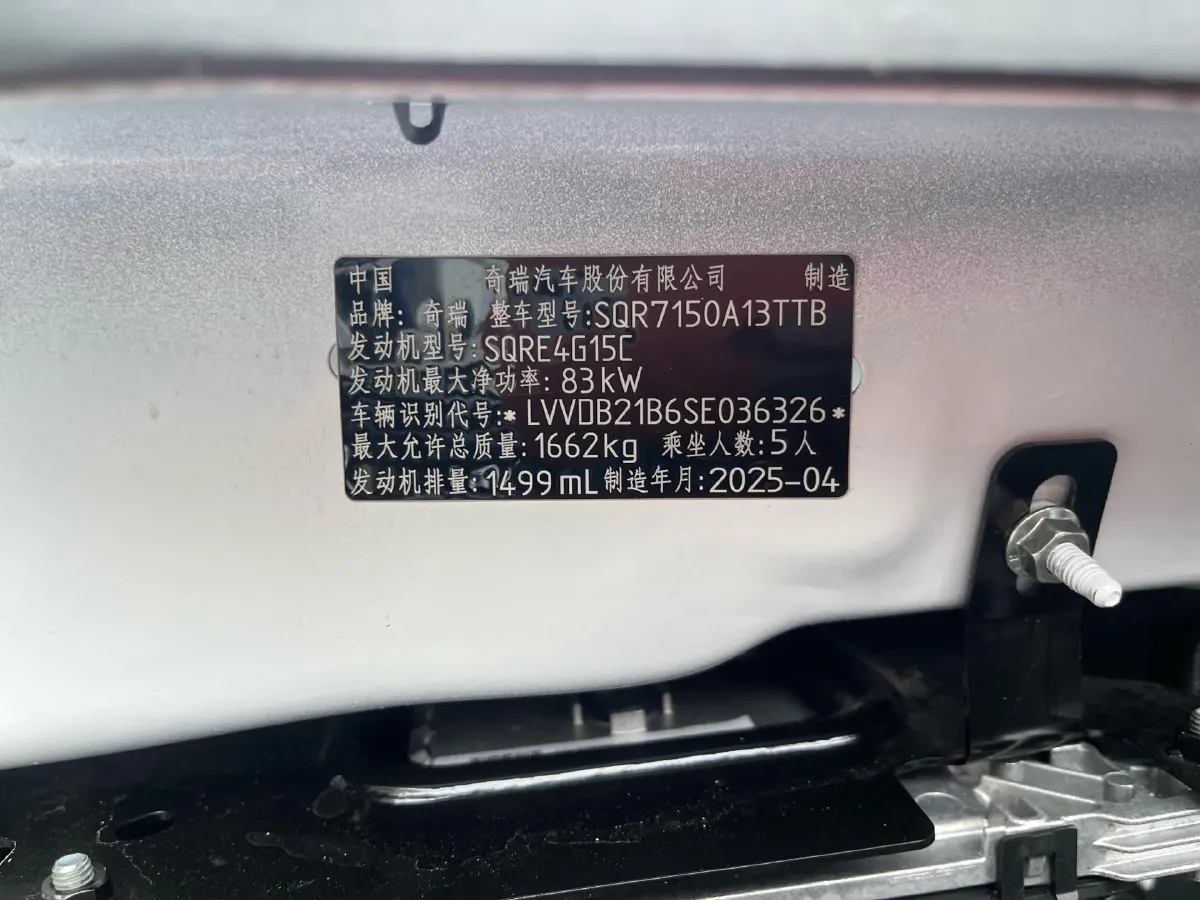 中国 奇瑞汽车股份有限公司 制造
品牌: 奇瑞 整车型号:SQR7150A13TTB
发动机型号:SQRE4G15C
发动机最大净功率: 83kW
车辆识别代号:* LVVDB21B6SE036326 *
最大允许总质量:1662kg 乘坐人数:5人
发动机排量:1499mL 制造年月:2025-04